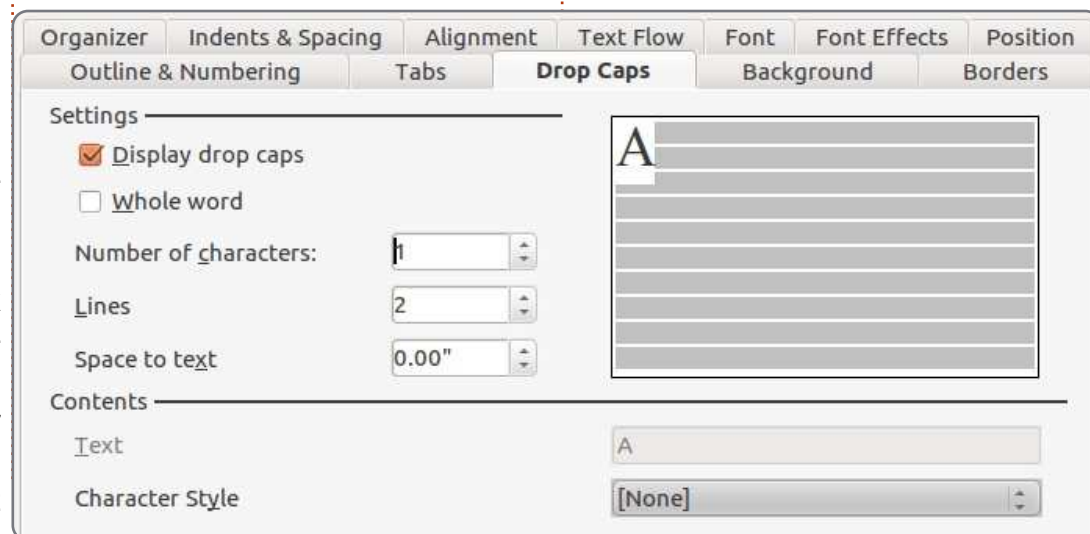 Organizer Indents & Spacing Alignment Text Flow Font Font Effects Position
Outline & Numbering Tabs Drop Caps Background Borders
Settings
Display drop caps
Whole word
Number of characters: 1
Lines 2
Space to text 0.00"
A
Contents
Text A
Character Style [None]